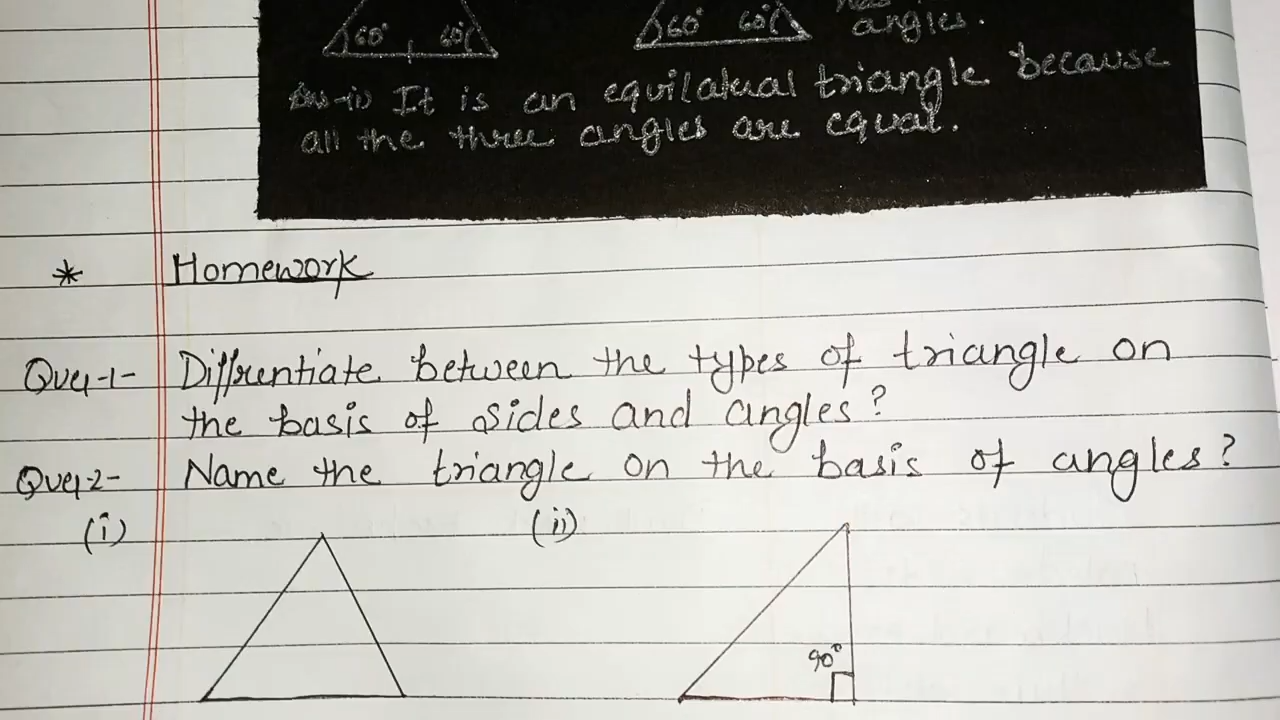 60° 60° 60° 60° angles.
Ans-ii) It is an equilateral triangle because
all the three angles are equal.
* Homework
Que-1- Diffrentiate between the types of triangle on
the basis of sides and angles?
Que-2- Name the triangle on the basis of angles?
(i) (ii)
90°